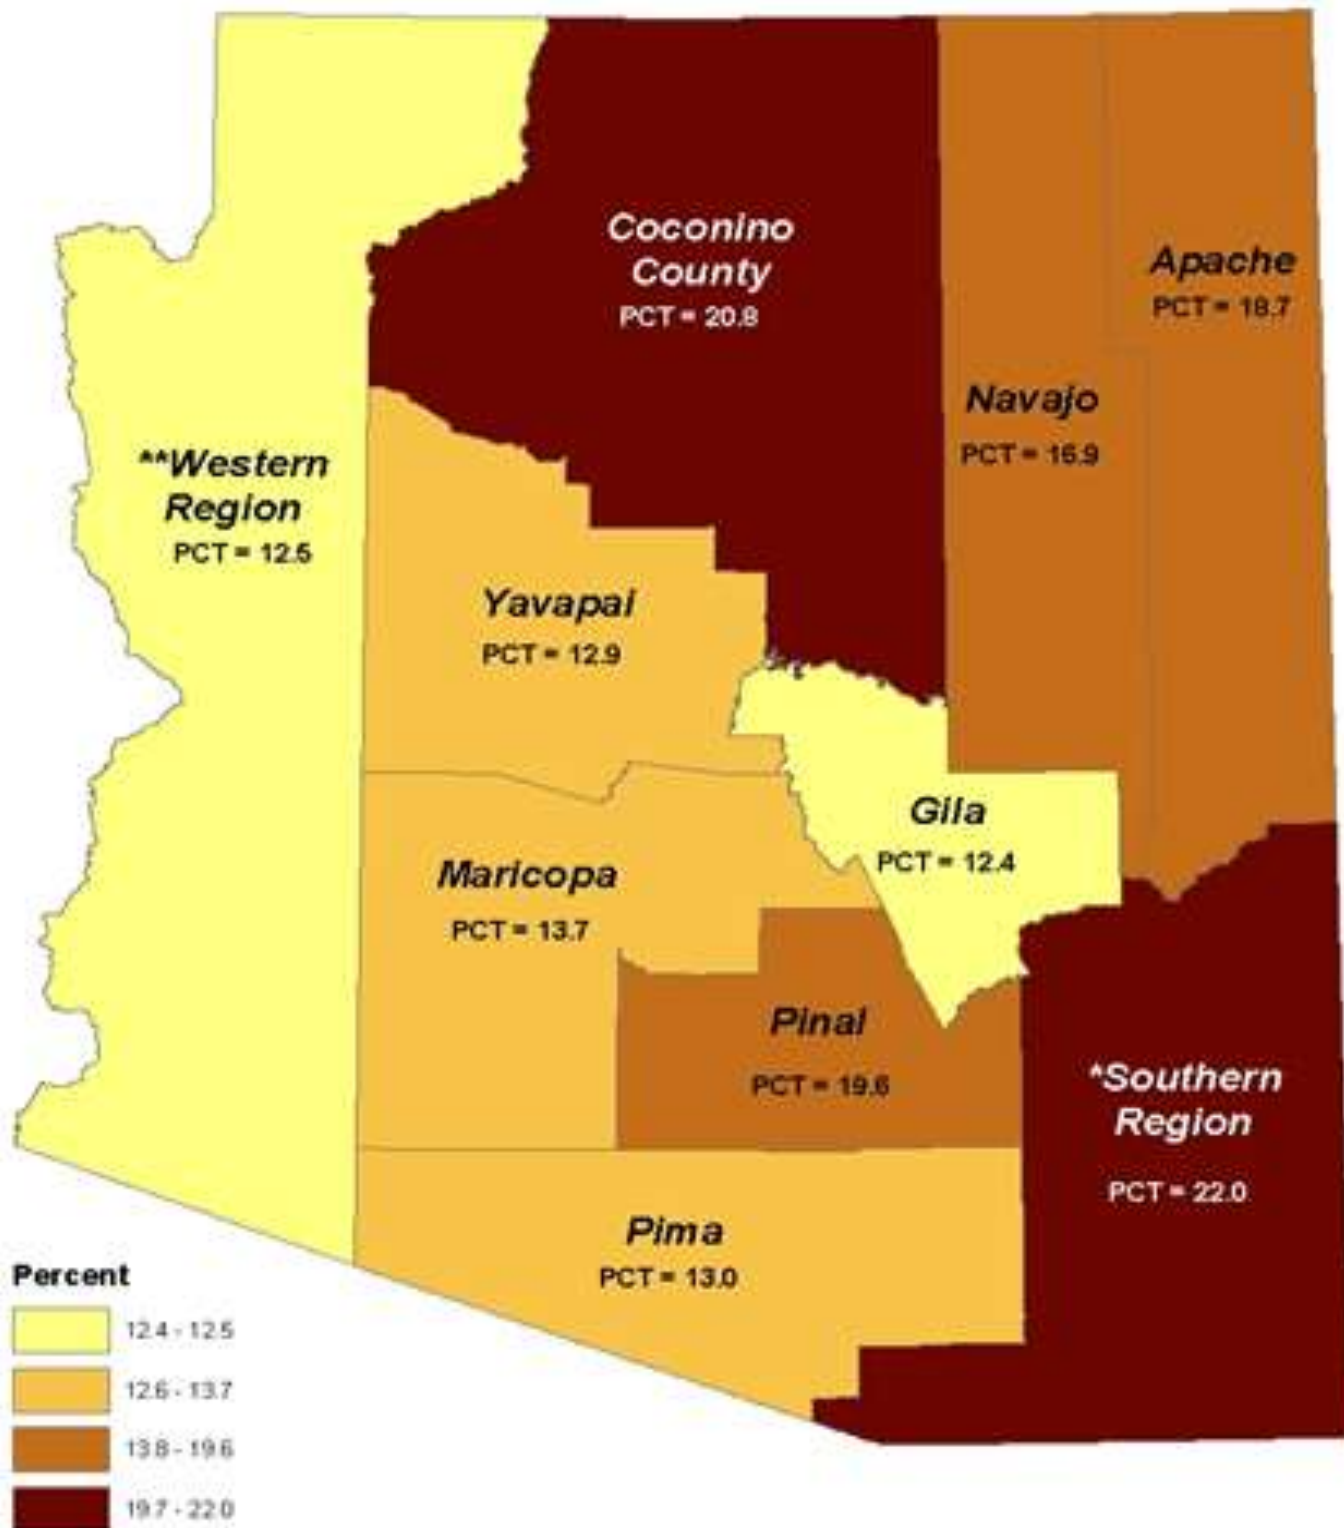 Coconino
County
PCT = 20.8
Apache
PCT = 18.7
Navajo
PCT = 16.9
**Western
Region
PCT = 12.5
Yavapai
PCT = 12.9
Gila
PCT = 12.4
Maricopa
PCT = 13.7
Pinal
PCT = 19.6
*Southern
Region
PCT = 22.0
Pima
PCT = 13.0
Percent
12.4 - 12.5
12.6 - 13.7
13.8 - 19.6
19.7 - 22.0